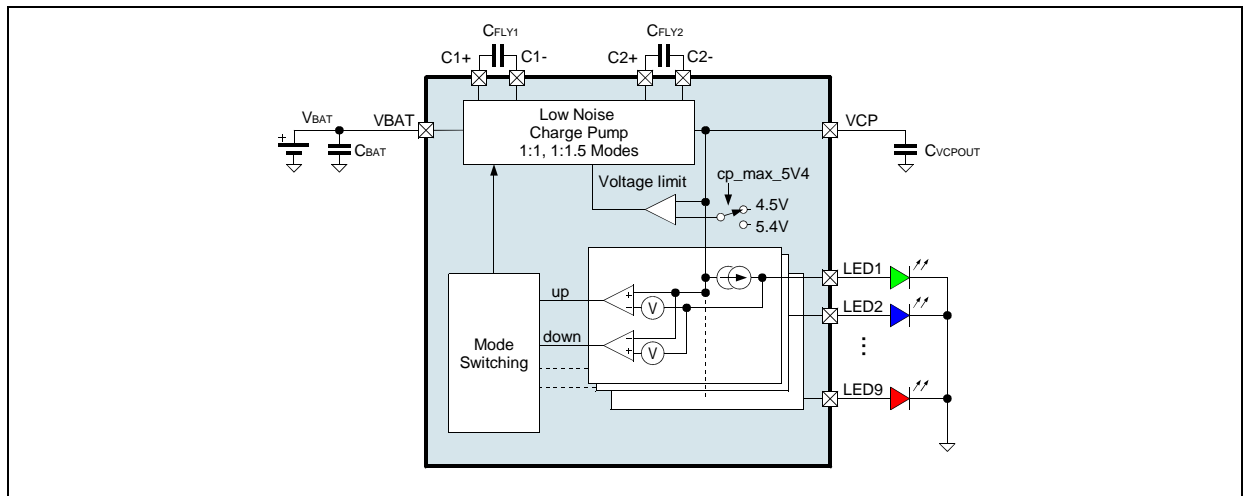 CFLY1
CFLY2
C1+ C1- C2+ C2-
VBAT
VBAT
+
CBAT
Low Noise
Charge Pump
1:1, 1:1.5 Modes
VCP
CVCPOUT
Voltage limit
cp_max_5V4
4.5V
5.4V
LED1
up
+
-
V
LED2
down
-
+
V
Mode
Switching
⋮
LED9